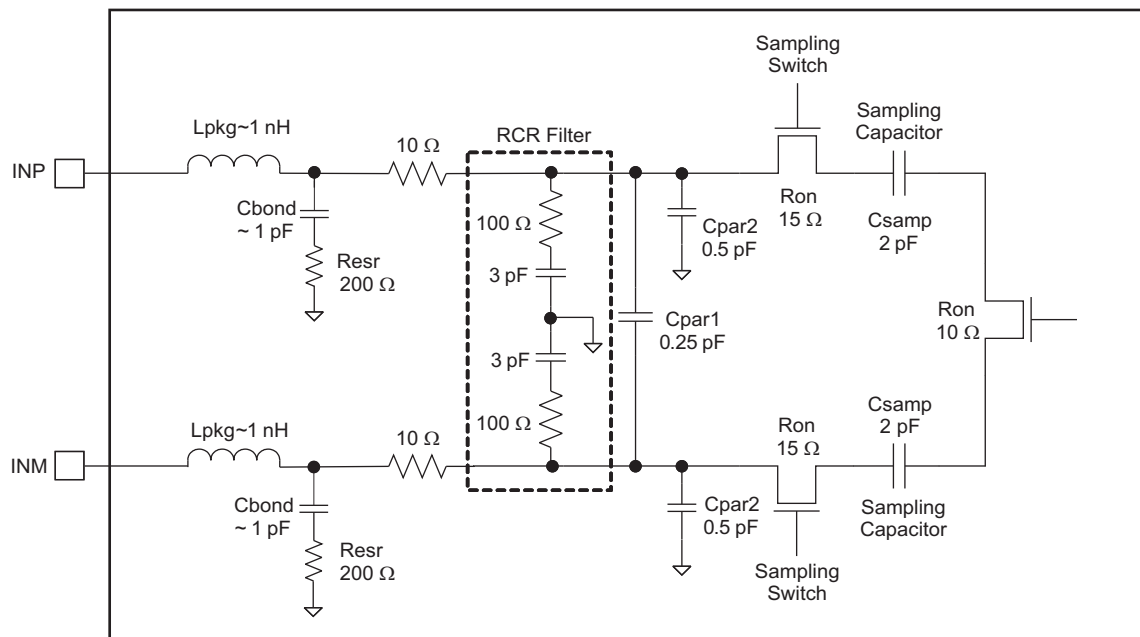 Sampling
Switch
Sampling
Capacitor
Lpkg~1 nH
10 Ω
RCR Filter
INP
Ron
15 Ω
Csamp
2 pF
Cbond
~ 1 pF
100 Ω
Cpar2
0.5 pF
Resr
200 Ω
3 pF
Cpar1
0.25 pF
Ron
10 Ω
3 pF
100 Ω
Lpkg~1 nH
10 Ω
Ron
15 Ω
Csamp
2 pF
INM
Cbond
~ 1 pF
Cpar2
0.5 pF
Sampling
Capacitor
Resr
200 Ω
Sampling
Switch